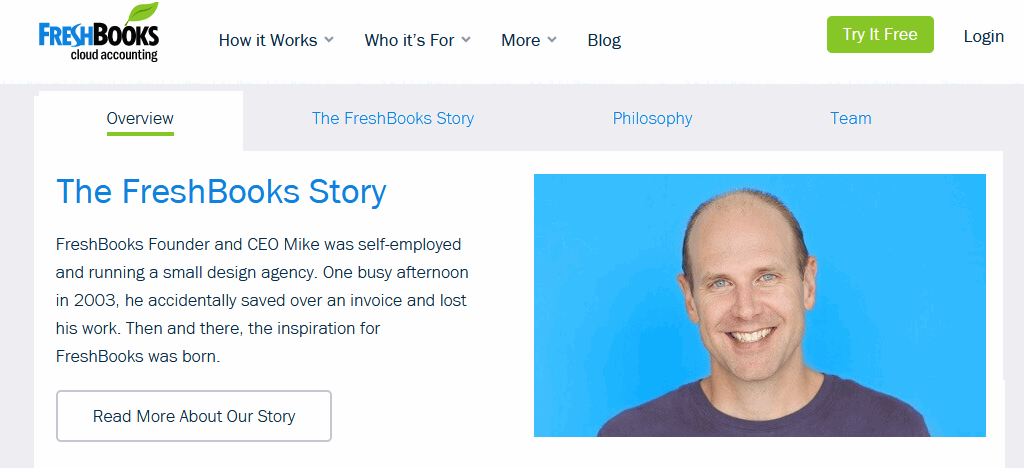 FRESHBOOKS
cloud accounting
How it Works
Who it's For
More
Blog
Try It Free
Login
Overview
The FreshBooks Story
Philosophy
Team
The FreshBooks Story
FreshBooks Founder and CEO Mike was self-employed
and running a small design agency. One busy afternoon
in 2003, he accidentally saved over an invoice and lost
his work. Then and there, the inspiration for
FreshBooks was born.
Read More About Our Story